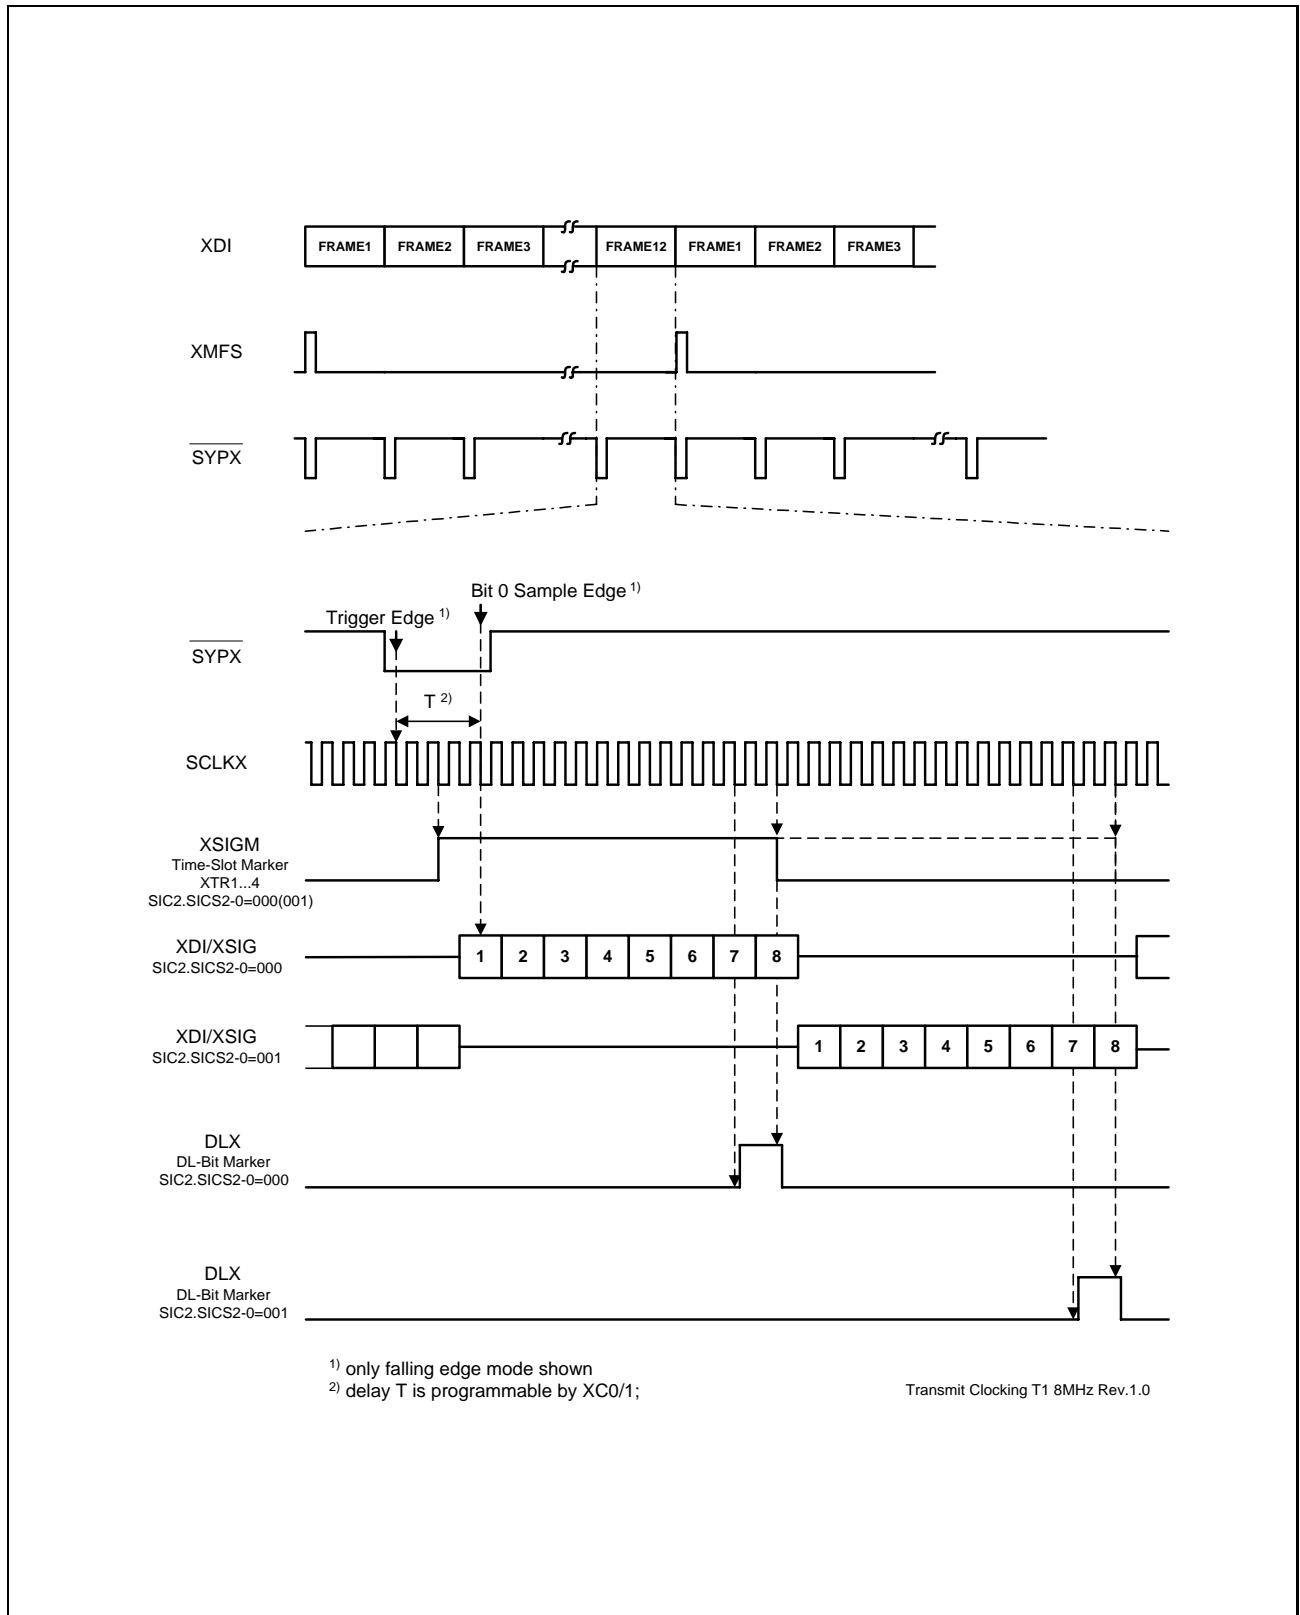 XDI
FRAME1 FRAME2 FRAME3 FRAME12 FRAME1 FRAME2 FRAME3
XMFS
SYPX
Bit 0 Sample Edge 1)
Trigger Edge 1)
SYPX
T 2)
SCLKX
XSIGM
Time-Slot Marker
XTR1...4
SIC2.SICS2-0=000(001)
XDI/XSIG
SIC2.SICS2-0=000
1 2 3 4 5 6 7 8
XDI/XSIG
SIC2.SICS2-0=001
1 2 3 4 5 6 7 8
DLX
DL-Bit Marker
SIC2.SICS2-0=000
DLX
DL-Bit Marker
SIC2.SICS2-0=001
1) only falling edge mode shown
2) delay T is programmable by XC0/1;
Transmit Clocking T1 8MHz Rev.1.0